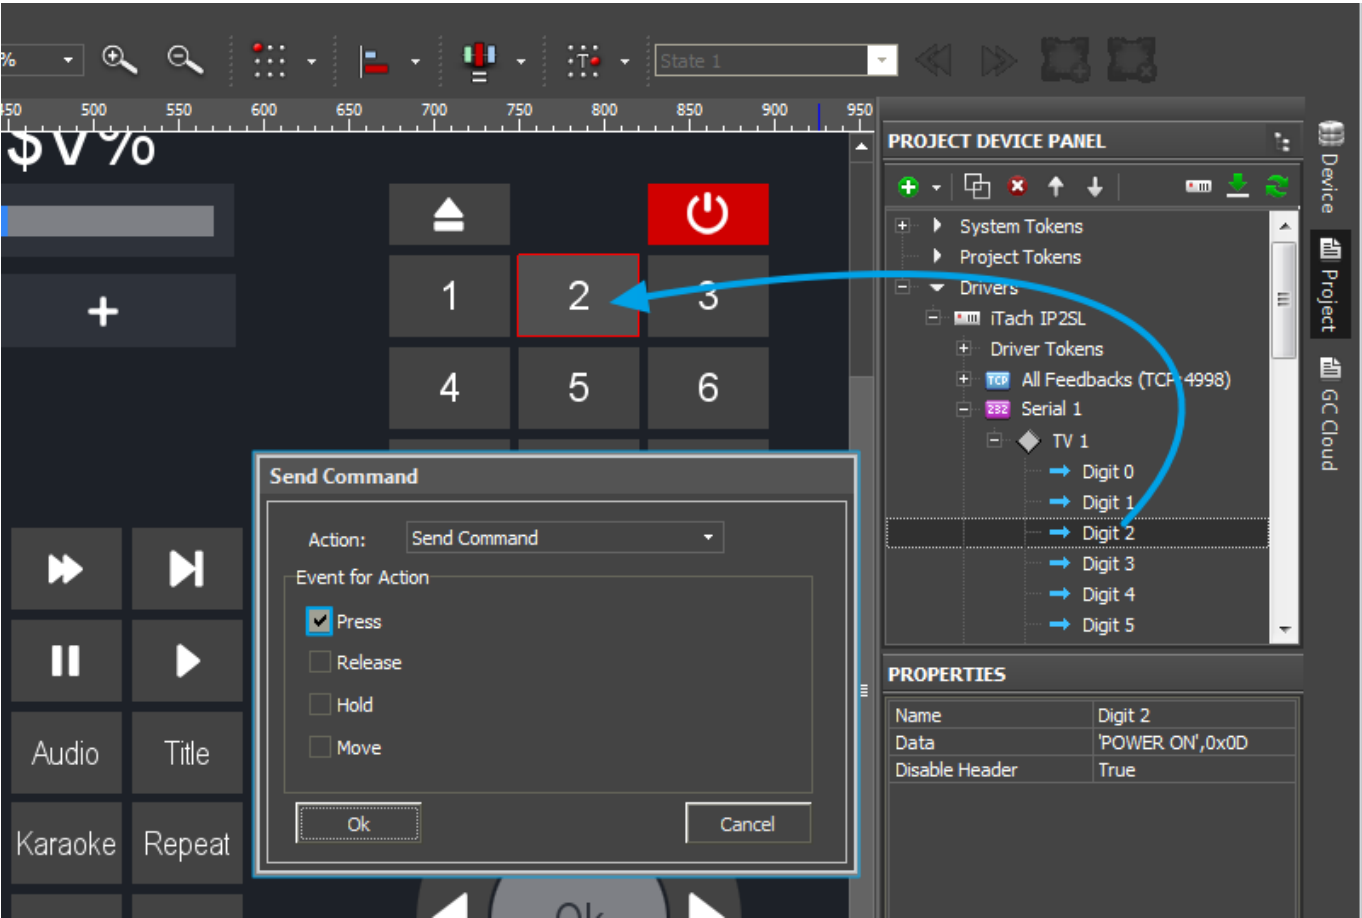 %
State 1
450 500 550 600 650 700 750 800 850 900 950
$V%
PROJECT DEVICE PANEL
System Tokens
Project Tokens
Drivers
iTach IP2SL
Driver Tokens
TCP All Feedbacks (TCP:4998)
232 Serial 1
TV 1
Digit 0
Digit 1
Digit 2
Digit 3
Digit 4
Digit 5
Device
Project
GC Cloud
1 2 3
4 5 6
+
Audio Title
Karaoke Repeat
Ok
Send Command
Action: Send Command
Event for Action
Press
Release
Hold
Move
Ok Cancel
PROPERTIES
Name Digit 2
Data 'POWER ON',0x0D
Disable Header True